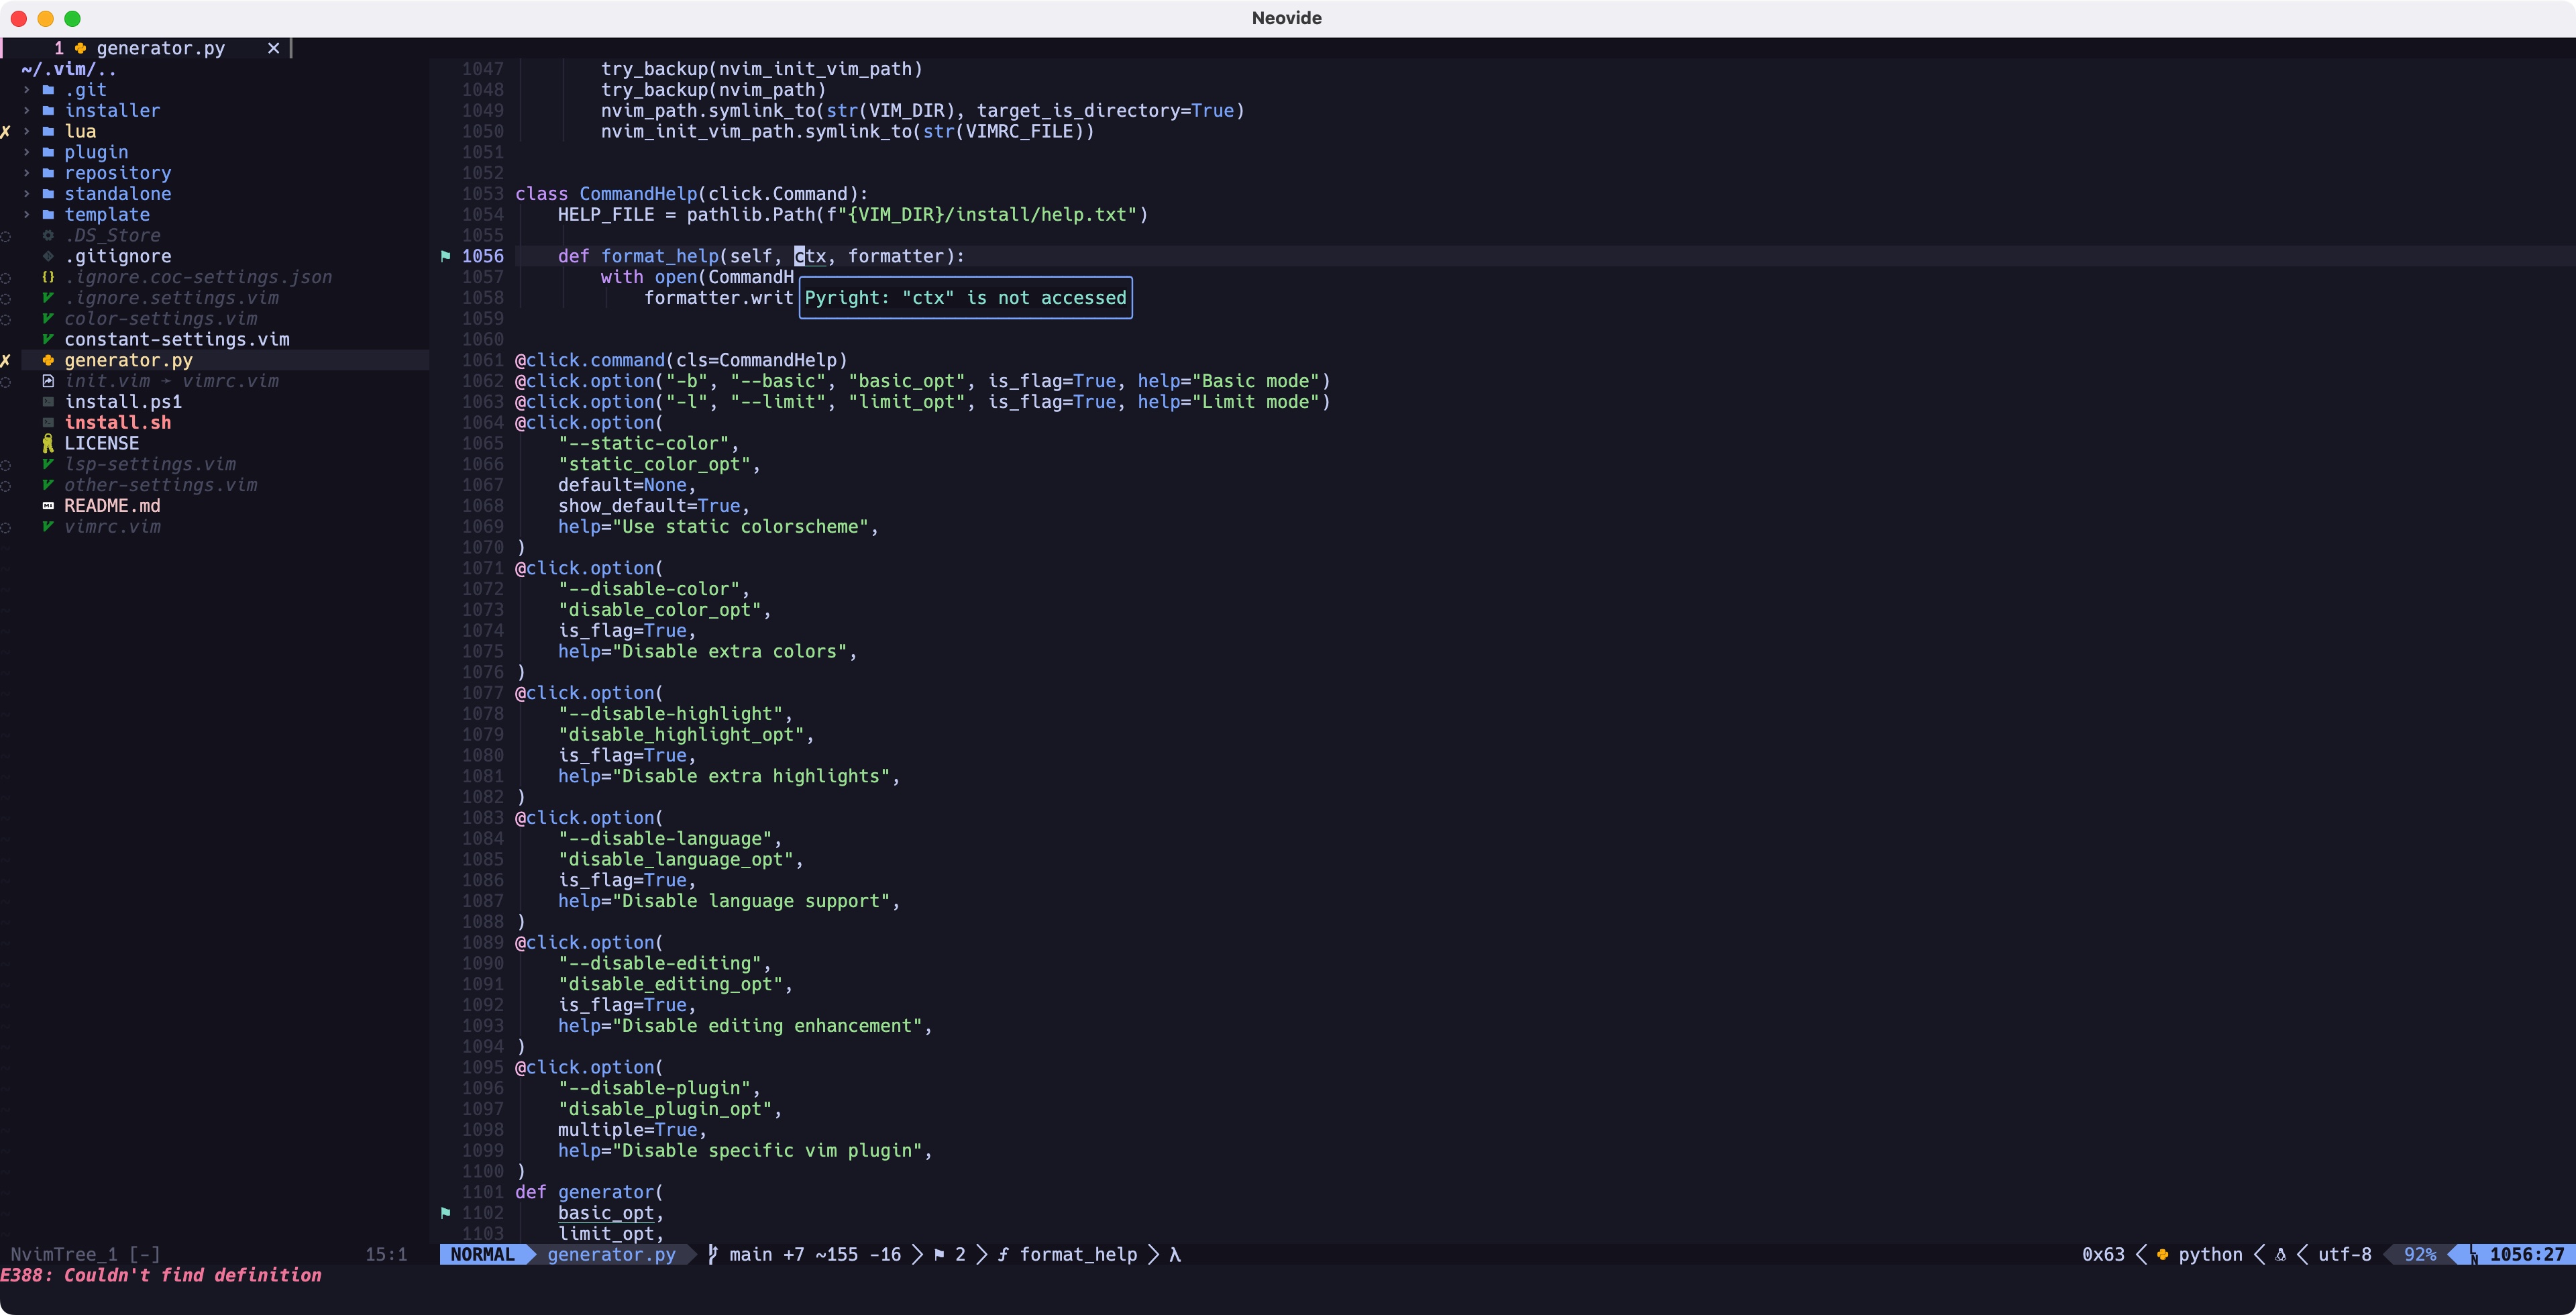 Neovide
1 generator.py ✕
~/.vim/..
.git
installer
✗ lua
plugin
repository
standalone
template
.DS_Store
.gitignore
{} .ignore.coc-settings.json
.ignore.settings.vim
color-settings.vim
constant-settings.vim
✗ generator.py
init.vim ➛ vimrc.vim
install.ps1
install.sh
LICENSE
lsp-settings.vim
other-settings.vim
README.md
vimrc.vim
NvimTree_1 [-] 15:1
1047         try_backup(nvim_init_vim_path)
1048         try_backup(nvim_path)
1049         nvim_path.symlink_to(str(VIM_DIR), target_is_directory=True)
1050         nvim_init_vim_path.symlink_to(str(VIMRC_FILE))
1051
1052
1053 class CommandHelp(click.Command):
1054     HELP_FILE = pathlib.Path(f"{VIM_DIR}/install/help.txt")
1055
1056     def format_help(self, ctx, formatter):
1057         with open(CommandH
1058             formatter.writ
Pyright: "ctx" is not accessed
1059
1060
1061 @click.command(cls=CommandHelp)
1062 @click.option("-b", "--basic", "basic_opt", is_flag=True, help="Basic mode")
1063 @click.option("-l", "--limit", "limit_opt", is_flag=True, help="Limit mode")
1064 @click.option(
1065     "--static-color",
1066     "static_color_opt",
1067     default=None,
1068     show_default=True,
1069     help="Use static colorscheme",
1070 )
1071 @click.option(
1072     "--disable-color",
1073     "disable_color_opt",
1074     is_flag=True,
1075     help="Disable extra colors",
1076 )
1077 @click.option(
1078     "--disable-highlight",
1079     "disable_highlight_opt",
1080     is_flag=True,
1081     help="Disable extra highlights",
1082 )
1083 @click.option(
1084     "--disable-language",
1085     "disable_language_opt",
1086     is_flag=True,
1087     help="Disable language support",
1088 )
1089 @click.option(
1090     "--disable-editing",
1091     "disable_editing_opt",
1092     is_flag=True,
1093     help="Disable editing enhancement",
1094 )
1095 @click.option(
1096     "--disable-plugin",
1097     "disable_plugin_opt",
1098     multiple=True,
1099     help="Disable specific vim plugin",
1100 )
1101 def generator(
1102     basic_opt,
1103     limit_opt,
NORMAL generator.py main +7 ~155 -16 2 ƒ format_help λ 0x63 python utf-8 92% 1056:27
E388: Couldn't find definition